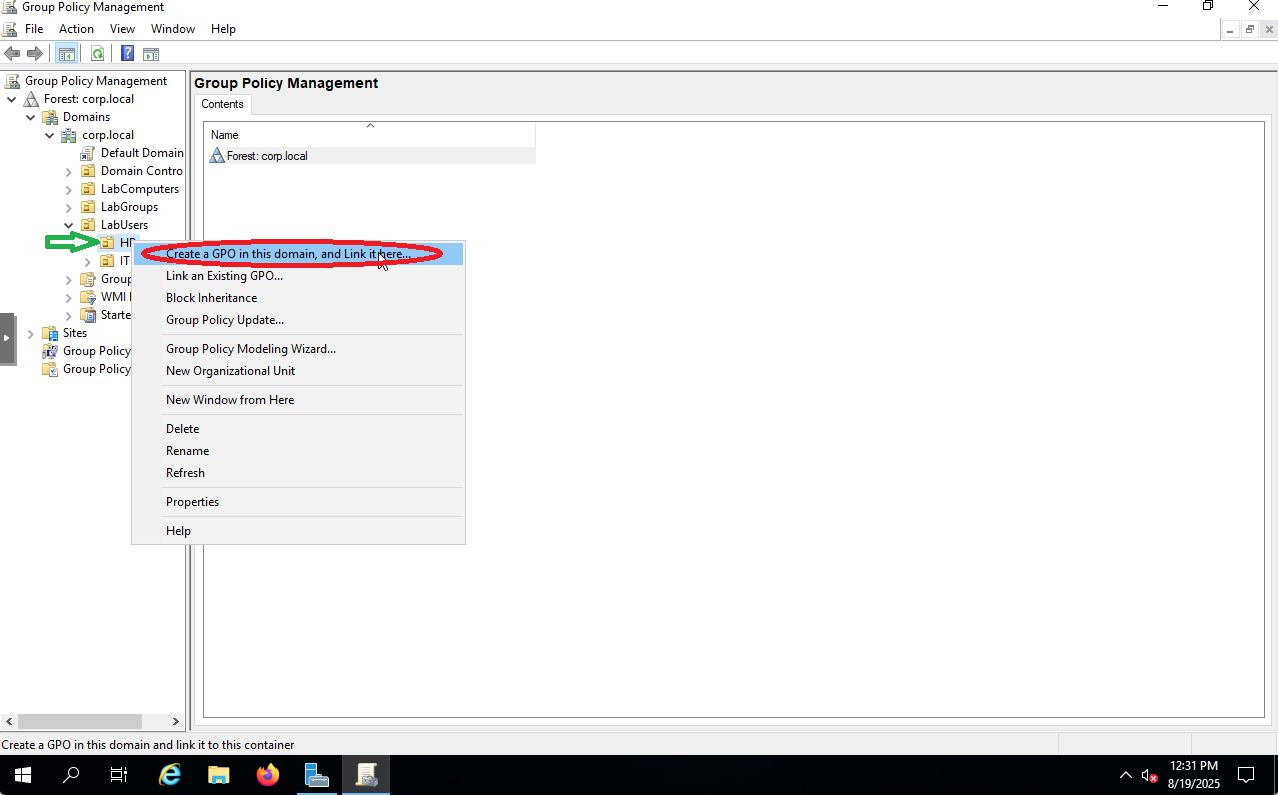 Group Policy Management
File Action View Window Help
Group Policy Management
Forest: corp.local
Domains
corp.local
Default Domain
Domain Contro
LabComputers
LabGroups
LabUsers
HR
IT
Group
WMI
Starte
Sites
Group Policy
Group Policy
Group Policy Management
Contents
Name
Forest: corp.local
Create a GPO in this domain, and Link it here...
Link an Existing GPO...
Block Inheritance
Group Policy Update...
Group Policy Modeling Wizard...
New Organizational Unit
New Window from Here
Delete
Rename
Refresh
Properties
Help
Create a GPO in this domain and link it to this container
12:31 PM
8/19/2025